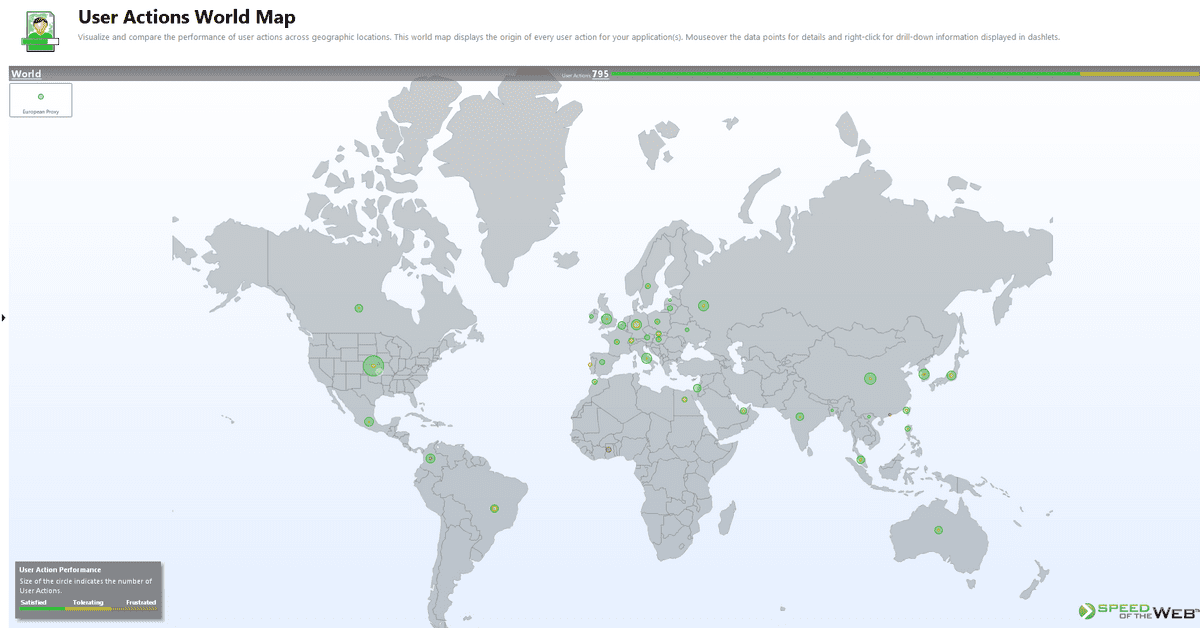 User Actions World Map
Visualize and compare the performance of user actions across geographic locations. This world map displays the origin of every user action for your application(s). Mouseover the data points for details and right-click for drill-down information displayed in dashlets.
World
User Actions 795
European Proxy
User Action Performance
Size of the circle indicates the number of
User Actions.
Satisfied Tolerating Frustrated
SPEED
OF THE WEB